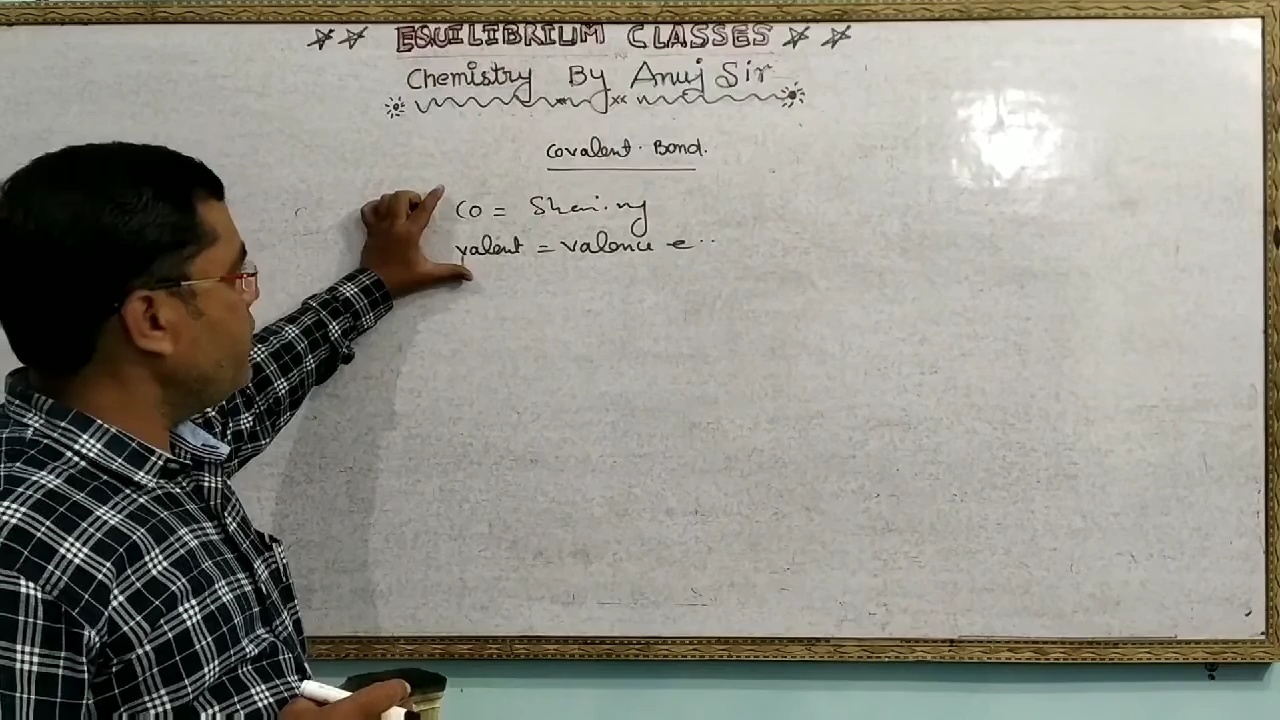 EQUILIBRIUM CLASSES
Chemistry By Anuj Sir
Covalent Bond.
CO = Sharing
valent = valence e..